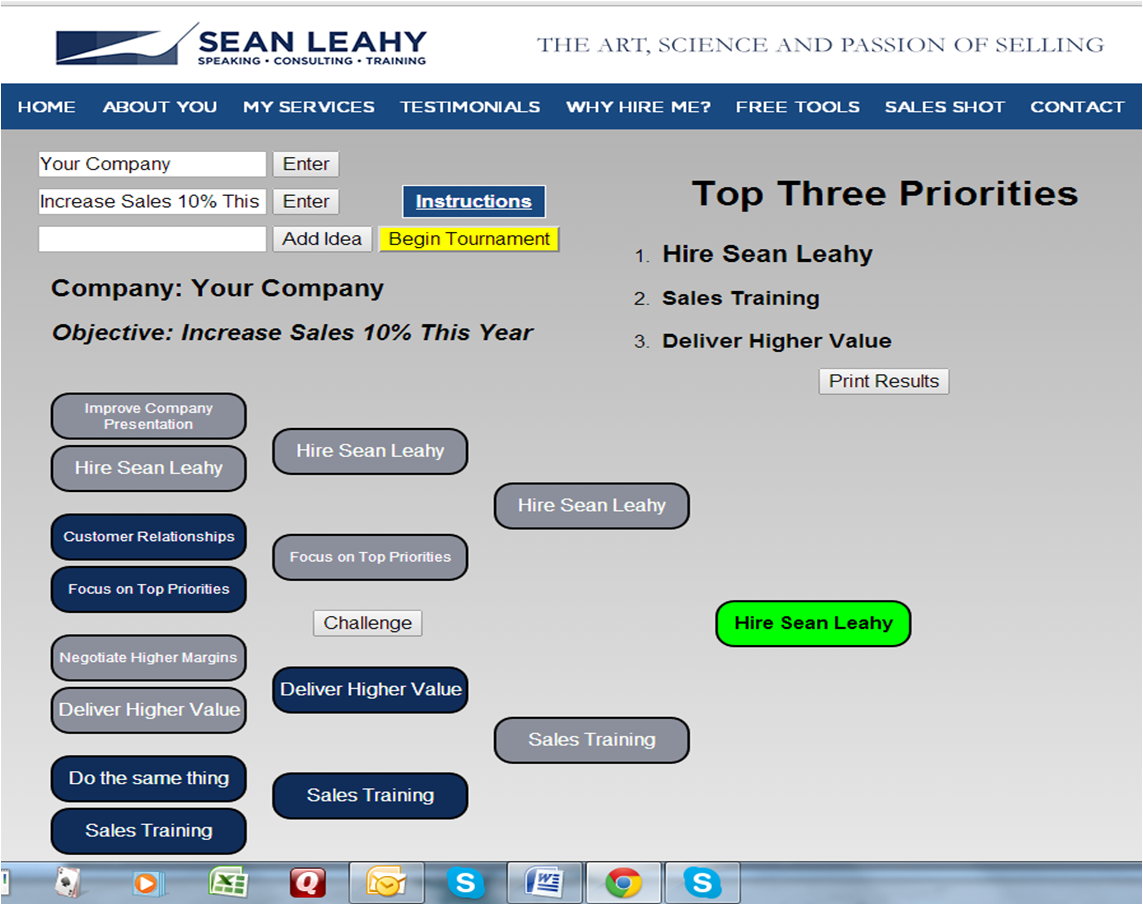 SEAN LEAHY
SPEAKING • CONSULTING • TRAINING
THE ART, SCIENCE AND PASSION OF SELLING
HOME ABOUT YOU MY SERVICES TESTIMONIALS WHY HIRE ME? FREE TOOLS SALES SHOT CONTACT
Your Company Enter
Increase Sales 10% This Enter Instructions
Add Idea Begin Tournament
Company: Your Company
Objective: Increase Sales 10% This Year
Top Three Priorities
1. Hire Sean Leahy
2. Sales Training
3. Deliver Higher Value
Print Results
Improve Company
Presentation
Hire Sean Leahy
Customer Relationships
Focus on Top Priorities
Negotiate Higher Margins
Deliver Higher Value
Do the same thing
Sales Training
Hire Sean Leahy
Focus on Top Priorities
Challenge
Deliver Higher Value
Sales Training
Hire Sean Leahy
Sales Training
Hire Sean Leahy